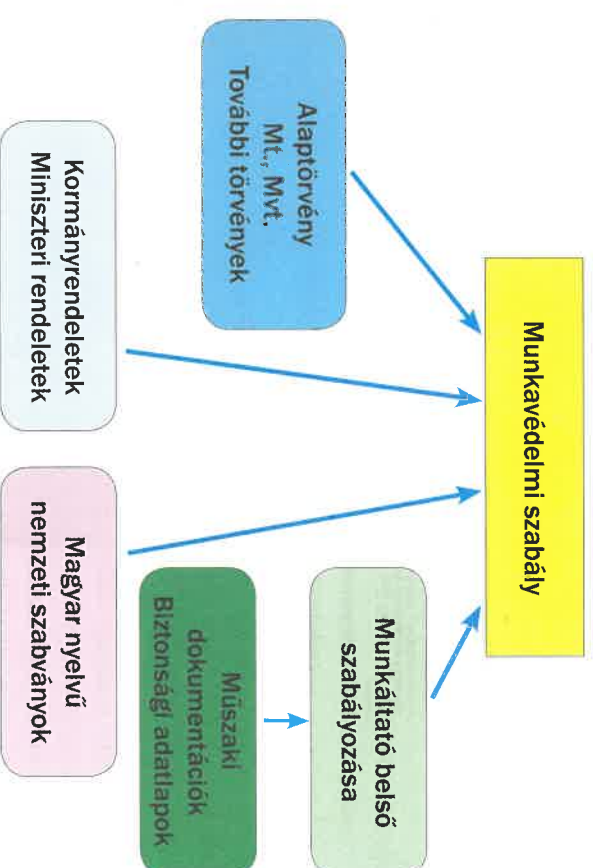 Munkavédelmi szabály
Alaptörvény
Mt., Mvt.
További törvények
Kormányrendeletek
Miniszteri rendeletek
Magyar nyelvű
nemzeti szabványok
Műszaki
dokumentációk
Biztonsági adatlapok
Munkáltató belső
szabályozása